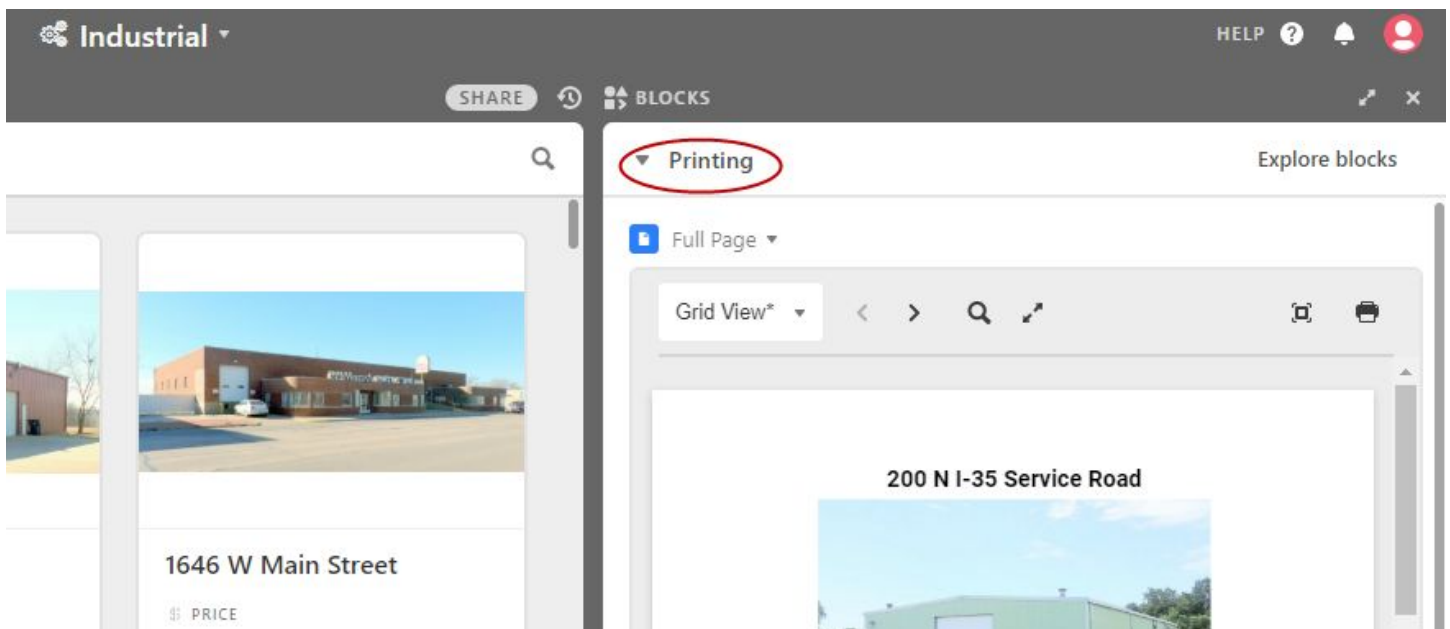 Industrial
HELP ?
SHARE
BLOCKS
Printing
Explore blocks
Full Page
Grid View*
200 N I-35 Service Road
1646 W Main Street
$ PRICE